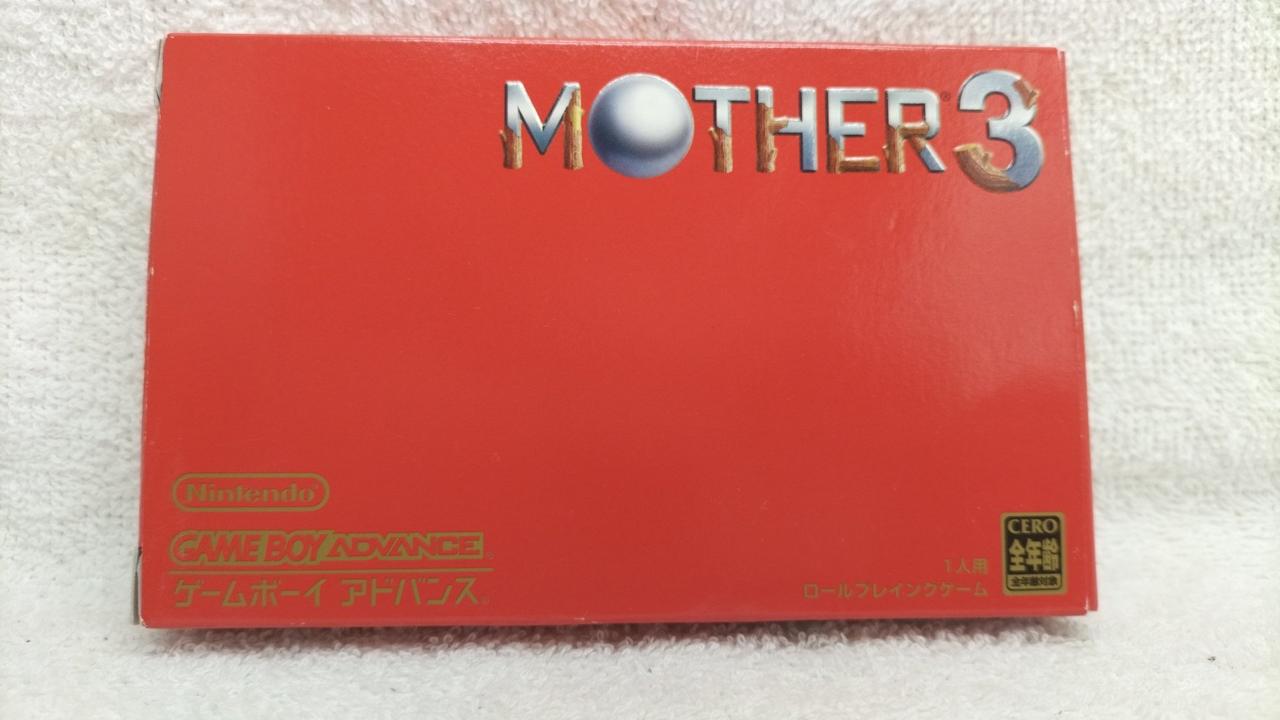 MOTHER® 3
Nintendo®
GAME BOY ADVANCE
ゲームボーイ アドバンス
1人用
ロールプレイングゲーム
CERO
全年齢
全年齢対象